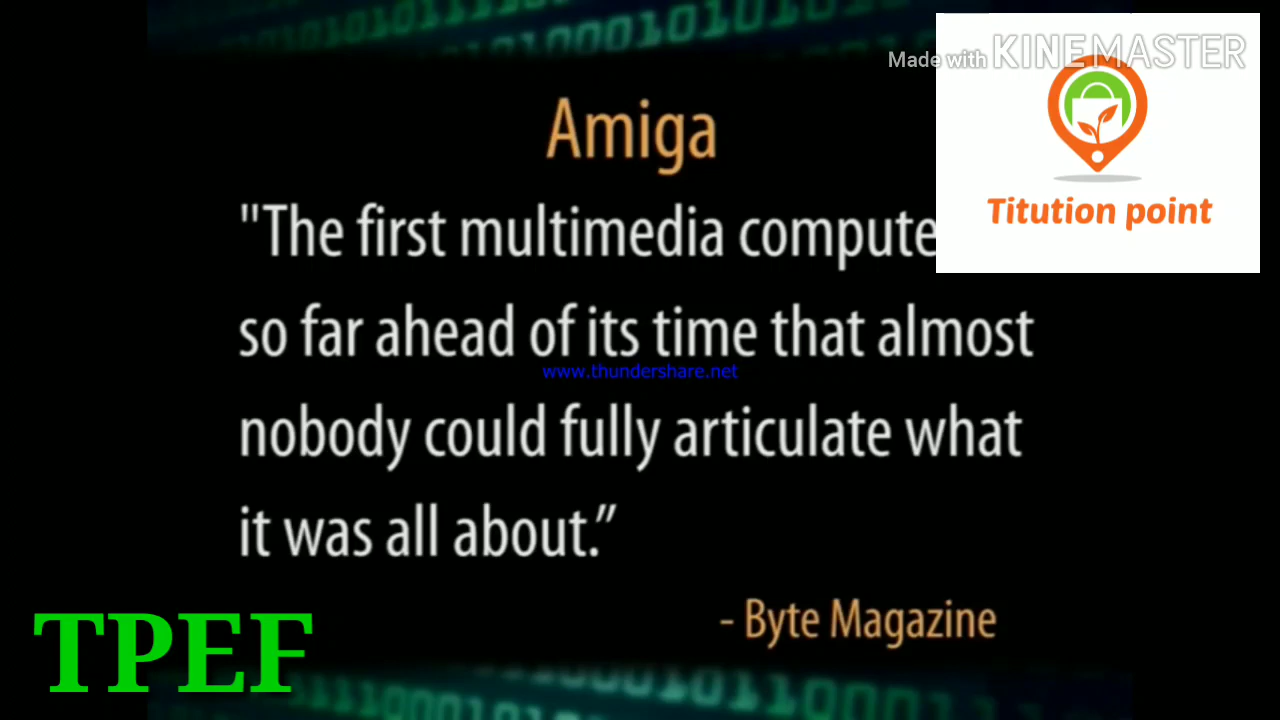 Made with KINEMASTER
Titution point
Amiga
"The first multimedia compute
so far ahead of its time that almost
www.thundershare.net
nobody could fully articulate what
it was all about.”
- Byte Magazine
TPEF